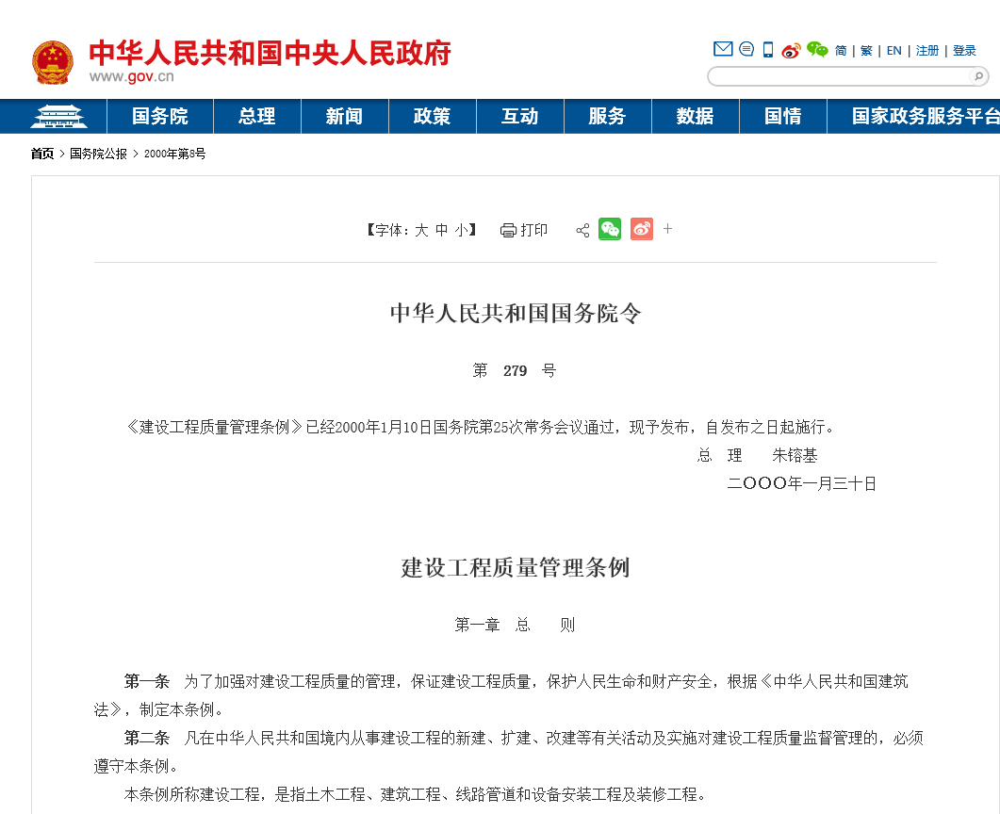 中华人民共和国中央人民政府
www.gov.cn
简 | 繁 | EN | 注册 | 登录
国务院 总理 新闻 政策 互动 服务 数据 国情 国家政务服务平台
首页 > 国务院公报 > 2000年第8号
【字体：大 中 小】 打印 +
中华人民共和国国务院令
第 279 号
《建设工程质量管理条例》已经2000年1月10日国务院第25次常务会议通过，现予发布，自发布之日起施行。
总 理 朱镕基
二〇〇〇年一月三十日
建设工程质量管理条例
第一章 总 则
第一条 为了加强对建设工程质量的管理，保证建设工程质量，保护人民生命和财产安全，根据《中华人民共和国建筑
法》，制定本条例。
第二条 凡在中华人民共和国境内从事建设工程的新建、扩建、改建等有关活动及实施对建设工程质量监督管理的，必须
遵守本条例。
本条例所称建设工程，是指土木工程、建筑工程、线路管道和设备安装工程及装修工程。